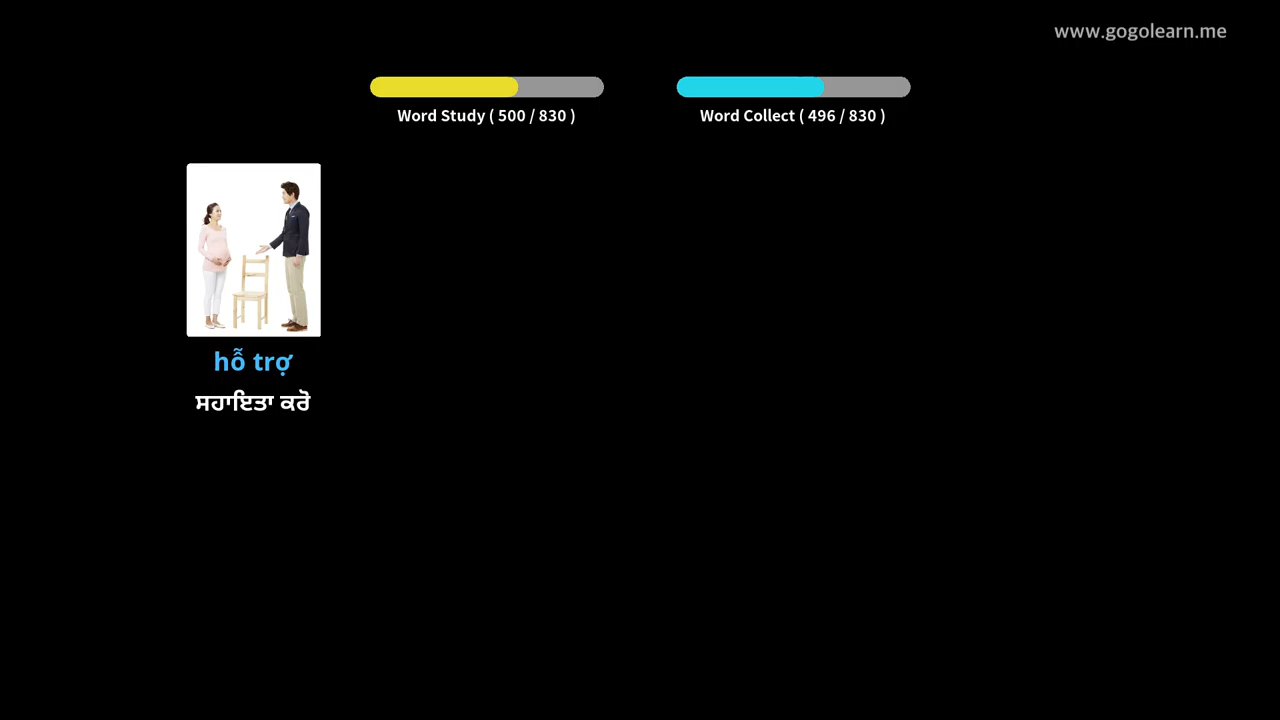 www.gogolearn.me
Word Study ( 500 / 830 )
Word Collect ( 496 / 830 )
hỗ trợ
ਸਹਾਇਤਾ ਕਰੋ